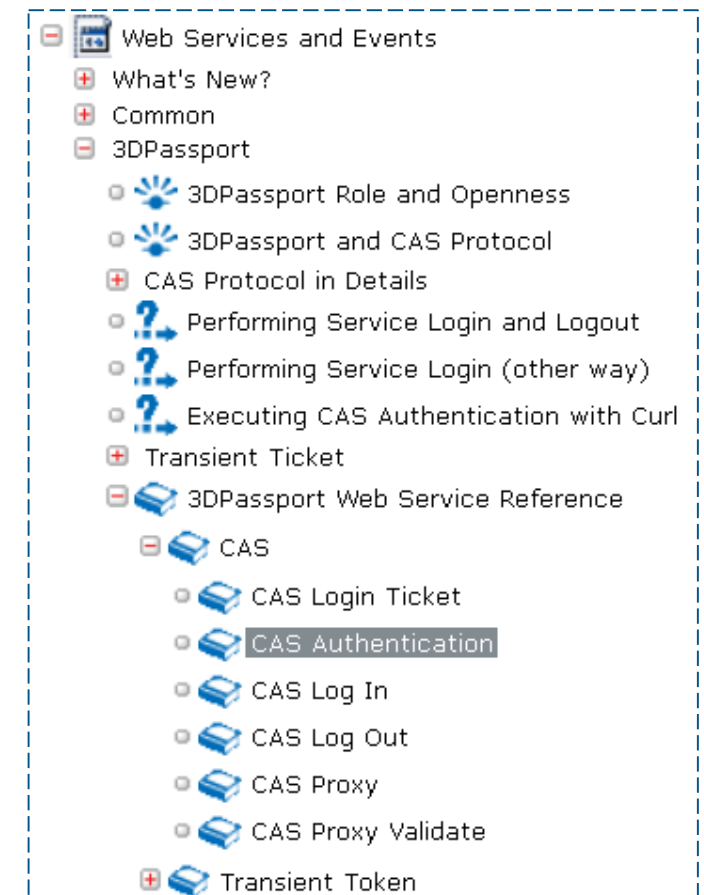 Web Services and Events
What's New?
Common
3DPassport
3DPassport Role and Openness
3DPassport and CAS Protocol
CAS Protocol in Details
Performing Service Login and Logout
Performing Service Login (other way)
Executing CAS Authentication with Curl
Transient Ticket
3DPassport Web Service Reference
CAS
CAS Login Ticket
CAS Authentication
CAS Log In
CAS Log Out
CAS Proxy
CAS Proxy Validate
Transient Token